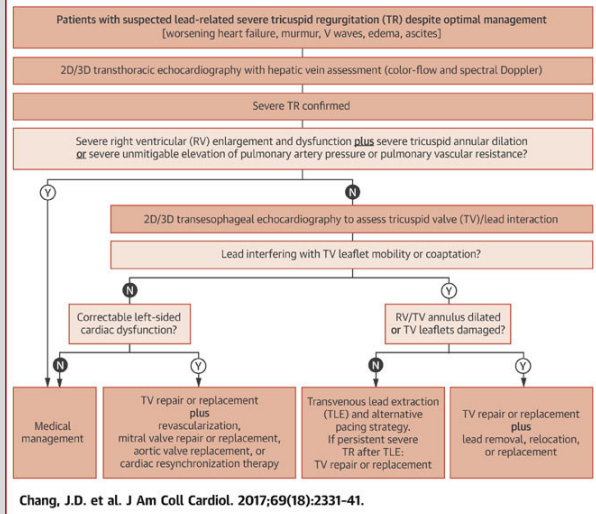 Patients with suspected lead-related severe tricuspid regurgitation (TR) despite optimal management
[worsening heart failure, murmur, V waves, edema, ascites]
2D/3D transthoracic echocardiography with hepatic vein assessment (color-flow and spectral Doppler)
Severe TR confirmed
Severe right ventricular (RV) enlargement and dysfunction plus severe tricuspid annular dilation
or severe unmitigable elevation of pulmonary artery pressure or pulmonary vascular resistance?
Y
N
2D/3D transesophageal echocardiography to assess tricuspid valve (TV)/lead interaction
Lead interfering with TV leaflet mobility or coaptation?
N
Y
Correctable left-sided
cardiac dysfunction?
RV/TV annulus dilated
or TV leaflets damaged?
N
Y
N
Y
Medical
management
TV repair or replacement
plus
revascularization,
mitral valve repair or replacement,
aortic valve replacement, or
cardiac resynchronization therapy
Transvenous lead extraction
(TLE) and alternative
pacing strategy.
If persistent severe
TR after TLE:
TV repair or replacement
TV repair or replacement
plus
lead removal, relocation,
or replacement
Chang, J.D. et al. J Am Coll Cardiol. 2017;69(18):2331-41.